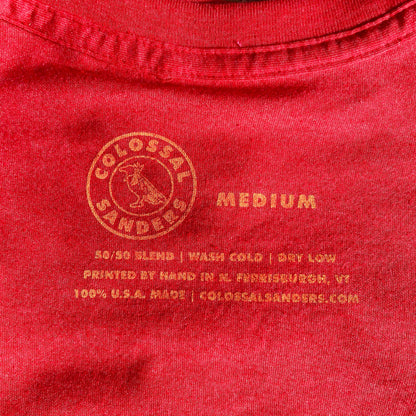 COLOSSAL
SANDERS
MEDIUM
50/50 BLEND | WASH COLD | DRY LOW
PRINTED BY HAND IN N. FERRISBURGH, VT
100% U.S.A. MADE | COLOSSALSANDERS.COM